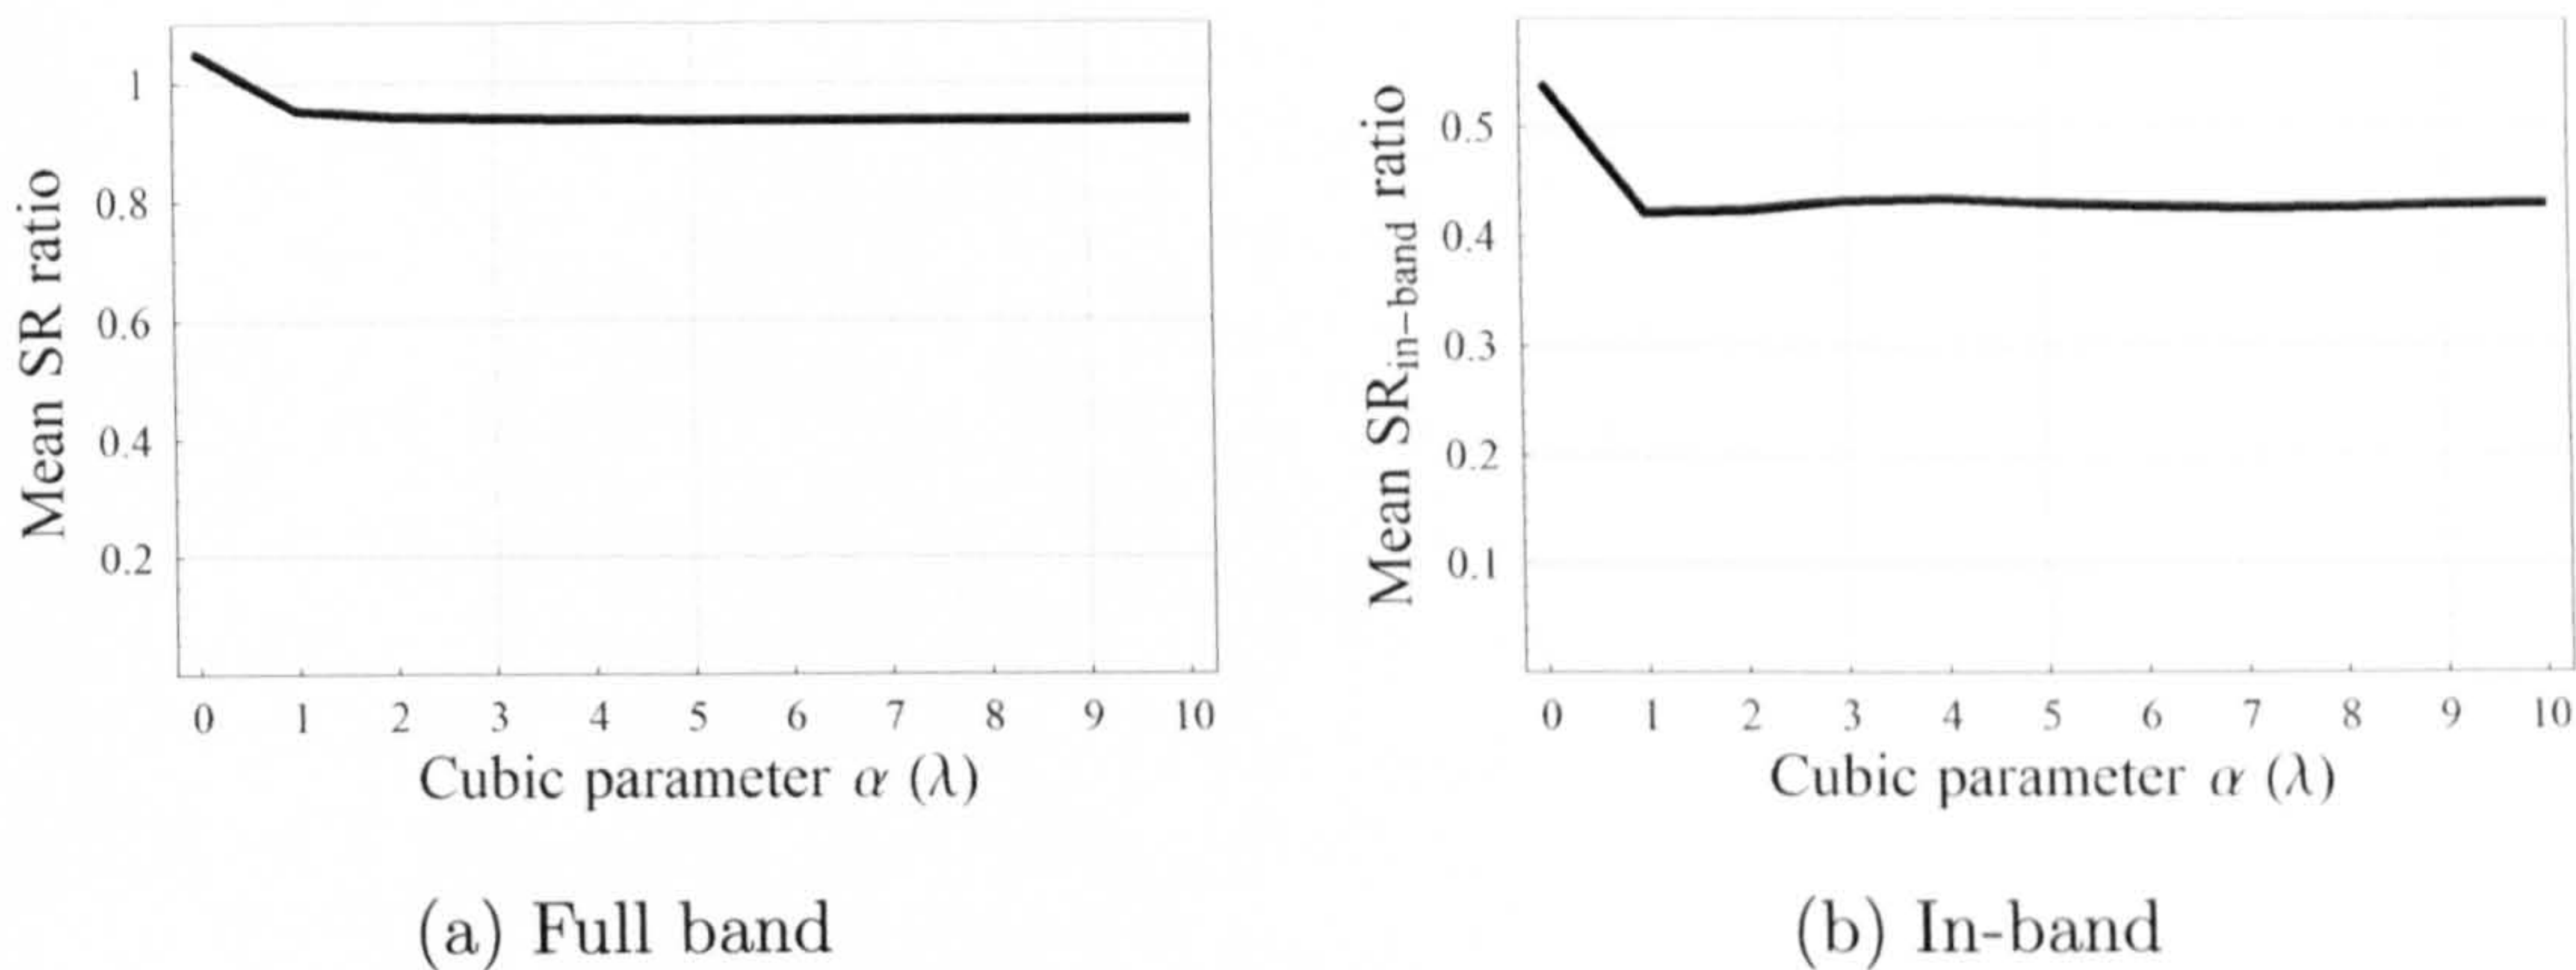 Mean SR ratio
1
0.8
0.6
0.4
0.2
0 1 2 3 4 5 6 7 8 9 10
Cubic parameter α (λ)
(a) Full band
Mean SRin−band ratio
0.5
0.4
0.3
0.2
0.1
0 1 2 3 4 5 6 7 8 9 10
Cubic parameter α (λ)
(b) In-band